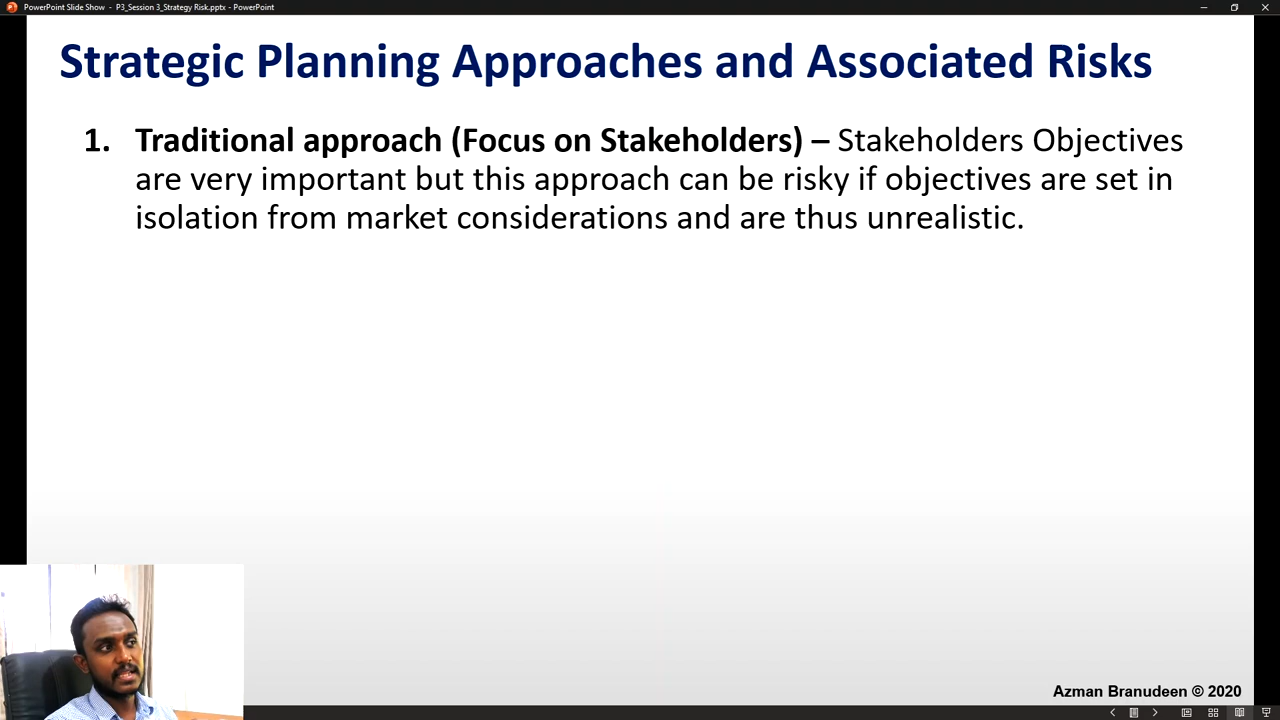 PowerPoint Slide Show - P3_Session 3_Strategy Risk.pptx - PowerPoint
Strategic Planning Approaches and Associated Risks
1. Traditional approach (Focus on Stakeholders) – Stakeholders Objectives
are very important but this approach can be risky if objectives are set in
isolation from market considerations and are thus unrealistic.
Azman Branudeen © 2020